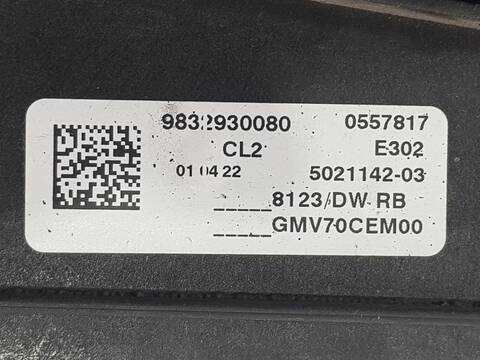 9832930080 0557817
CL2 E302
01 04 22 5021142-03
_____8123/DW RB
_____GMV70CEM00